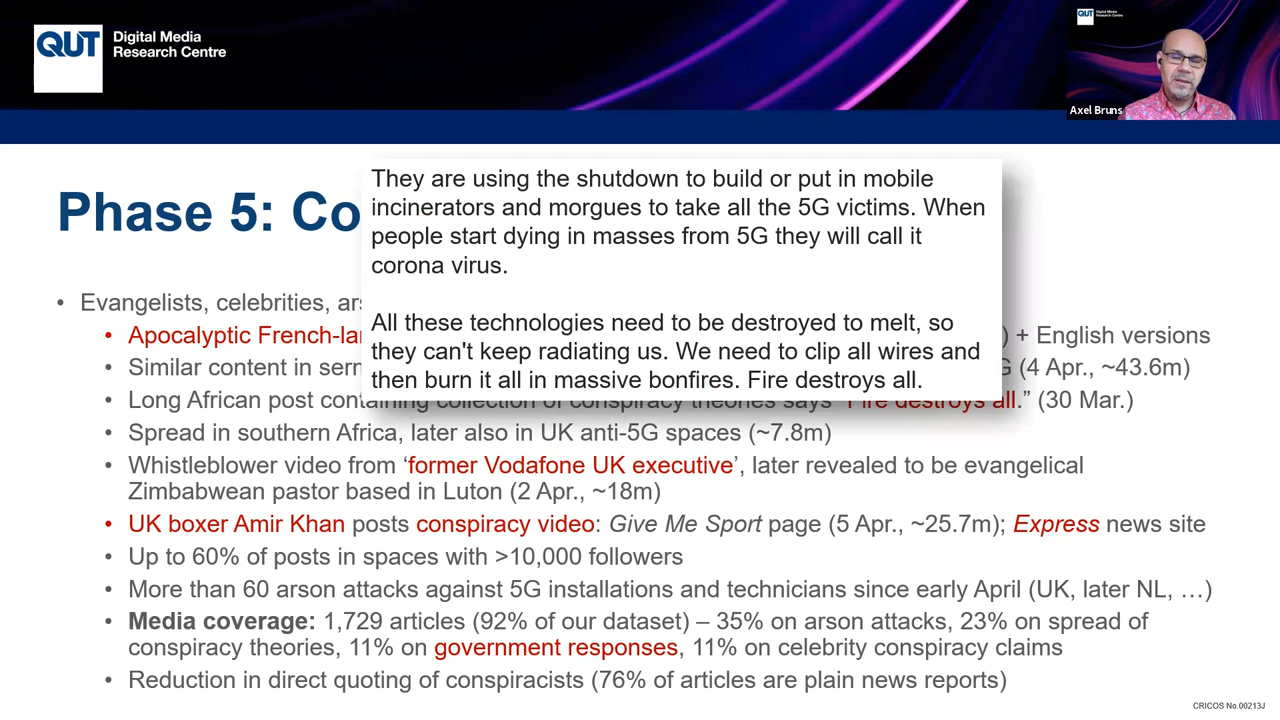 QUT Digital Media
Research Centre
Axel Bruns
Phase 5: Co
They are using the shutdown to build or put in mobile
incinerators and morgues to take all the 5G victims. When
people start dying in masses from 5G they will call it
corona virus.
All these technologies need to be destroyed to melt, so
they can't keep radiating us. We need to clip all wires and
then burn it all in massive bonfires. Fire destroys all.
• Evangelists, celebrities, ar
• Apocalyptic French-la ) + English versions
• Similar content in ser G (4 Apr., ~43.6m)
• Long African post containing collection of conspiracy theories says “Fire destroys all.” (30 Mar.)
• Spread in southern Africa, later also in UK anti-5G spaces (~7.8m)
• Whistleblower video from ‘former Vodafone UK executive’, later revealed to be evangelical
Zimbabwean pastor based in Luton (2 Apr., ~18m)
• UK boxer Amir Khan posts conspiracy video: Give Me Sport page (5 Apr., ~25.7m); Express news site
• Up to 60% of posts in spaces with >10,000 followers
• More than 60 arson attacks against 5G installations and technicians since early April (UK, later NL, …)
• Media coverage: 1,729 articles (92% of our dataset) – 35% on arson attacks, 23% on spread of
conspiracy theories, 11% on government responses, 11% on celebrity conspiracy claims
• Reduction in direct quoting of conspiracists (76% of articles are plain news reports)
CRICOS No.00213J